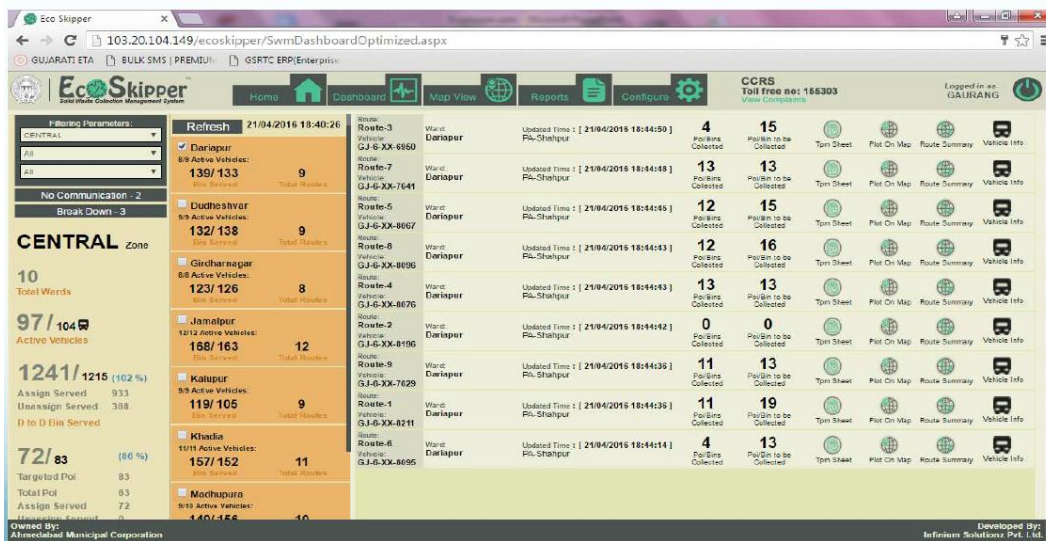 Eco Skipper
103.20.104.149/ecoskipper/SwmDashboardOptimized.aspx
GUJARATI ETA BULK SMS | PREMIUM GSRTC ERP(Enterprise
EcoSkipper
Solid Waste Collection Management System
Home Dashboard Map View Reports Configure
CCRS
Toll free no: 155303
View Complaints
Logged in as
GAURANG
Filtering Parameters:
CENTRAL
All
All
No Communication - 2
Break Down - 3
CENTRAL Zone
10
Total Words
97/ 104
Active Vehicles
1241/ 1215 (102 %)
Assign Served 933
Unassign Served 308
D to D Bin Served
72/ 83 (86 %)
Targeted PoI 83
Total PoI 63
Assign Served 72
Unassign Served 0
Refresh 21/04/2016 18:40:26
Dariapur
8/9 Active Vehicles:
139/133 9
Bin Served Total Routes
Dudheshvar
9/9 Active Vehicles:
132/138 9
Bin Served Total Routes
Girdharnagar
8/8 Active Vehicles:
123/126 8
Bin Served Total Routes
Jamalpur
12/12 Active Vehicles:
168/163 12
Bin Served Total Routes
Kalupur
9/9 Active Vehicles:
119/105 9
Bin Served Total Routes
Khadia
11/11 Active Vehicles:
157/152 11
Bin Served Total Routes
Madhupura
9/10 Active Vehicles:
149/156 10
Route:
Route-3
Vehicle:
GJ-6-XX-6950
Ward:
Dariapur
Updated Time : [ 21/04/2016 18:44:50 ]
PA-Shahpur
4
Poi/Bins
Collected
15
Poi/Bin to be
Collected
Tpm Sheet Plot On Map Route Summary Vehicle Info
Route:
Route-7
Vehicle:
GJ-6-XX-7641
Ward:
Dariapur
Updated Time : [ 21/04/2016 18:44:48 ]
PA-Shahpur
13
Poi/Bins
Collected
13
Poi/Bin to be
Collected
Tpm Sheet Plot On Map Route Summary Vehicle Info
Route:
Route-5
Vehicle:
GJ-6-XX-8067
Ward:
Dariapur
Updated Time : [ 21/04/2016 18:44:45 ]
PA-Shahpur
12
Poi/Bins
Collected
15
Poi/Bin to be
Collected
Tpm Sheet Plot On Map Route Summary Vehicle Info
Route:
Route-8
Vehicle:
GJ-6-XX-8096
Ward:
Dariapur
Updated Time : [ 21/04/2016 18:44:43 ]
PA-Shahpur
12
Poi/Bins
Collected
16
Poi/Bin to be
Collected
Tpm Sheet Plot On Map Route Summary Vehicle Info
Route:
Route-4
Vehicle:
GJ-6-XX-8076
Ward:
Dariapur
Updated Time : [ 21/04/2016 18:44:43 ]
PA-Shahpur
13
Poi/Bins
Collected
13
Poi/Bin to be
Collected
Tpm Sheet Plot On Map Route Summary Vehicle Info
Route:
Route-2
Vehicle:
GJ-6-XX-8196
Ward:
Dariapur
Updated Time : [ 21/04/2016 18:44:42 ]
PA-Shahpur
0
Poi/Bins
Collected
0
Poi/Bin to be
Collected
Tpm Sheet Plot On Map Route Summary Vehicle Info
Route:
Route-9
Vehicle:
GJ-6-XX-7029
Ward:
Dariapur
Updated Time : [ 21/04/2016 18:44:36 ]
PA-Shahpur
11
Poi/Bins
Collected
13
Poi/Bin to be
Collected
Tpm Sheet Plot On Map Route Summary Vehicle Info
Route:
Route-1
Vehicle:
GJ-6-XX-8211
Ward:
Dariapur
Updated Time : [ 21/04/2016 18:44:36 ]
PA-Shahpur
11
Poi/Bins
Collected
19
Poi/Bin to be
Collected
Tpm Sheet Plot On Map Route Summary Vehicle Info
Route:
Route-6
Vehicle:
GJ-6-XX-8095
Ward:
Dariapur
Updated Time : [ 21/04/2016 18:44:14 ]
PA-Shahpur
4
Poi/Bins
Collected
13
Poi/Bin to be
Collected
Tpm Sheet Plot On Map Route Summary Vehicle Info
Owned By:
Ahmedabad Municipal Corporation
Developed By:
Infinium Solutionz Pvt. Ltd.